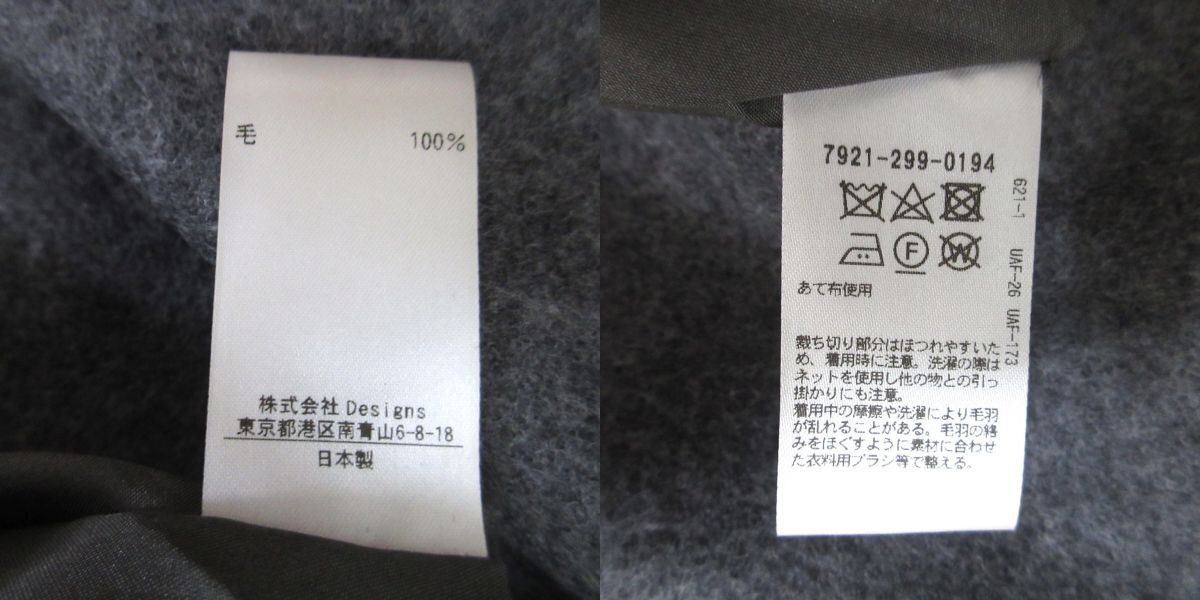 毛 100%
株式会社Designs
東京都港区南青山6-8-18
日本製
7921-299-0194
F
W
あて布使用
裁ち切り部分はほつれやすいた
め、着用時に注意。洗濯の際は
ネットを使用し他の物との引っ
掛かりにも注意。
着用中の摩擦や洗濯により毛羽
が乱れることがある。毛羽の絡
みをほぐすように素材に合わせ
た衣料用ブラシ等で整える。
621-1 UAF-26 UAF-173